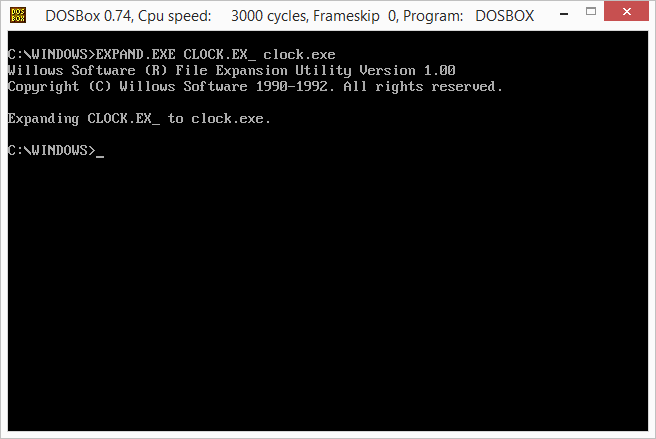 DOS
BOX
DOSBox 0.74, Cpu speed: 3000 cycles, Frameskip 0, Program: DOSBOX
C:\WINDOWS>EXPAND.EXE CLOCK.EX_ clock.exe
Willows Software (R) File Expansion Utility Version 1.00
Copyright (C) Willows Software 1990-1992. All rights reserved.
Expanding CLOCK.EX_ to clock.exe.
C:\WINDOWS>_